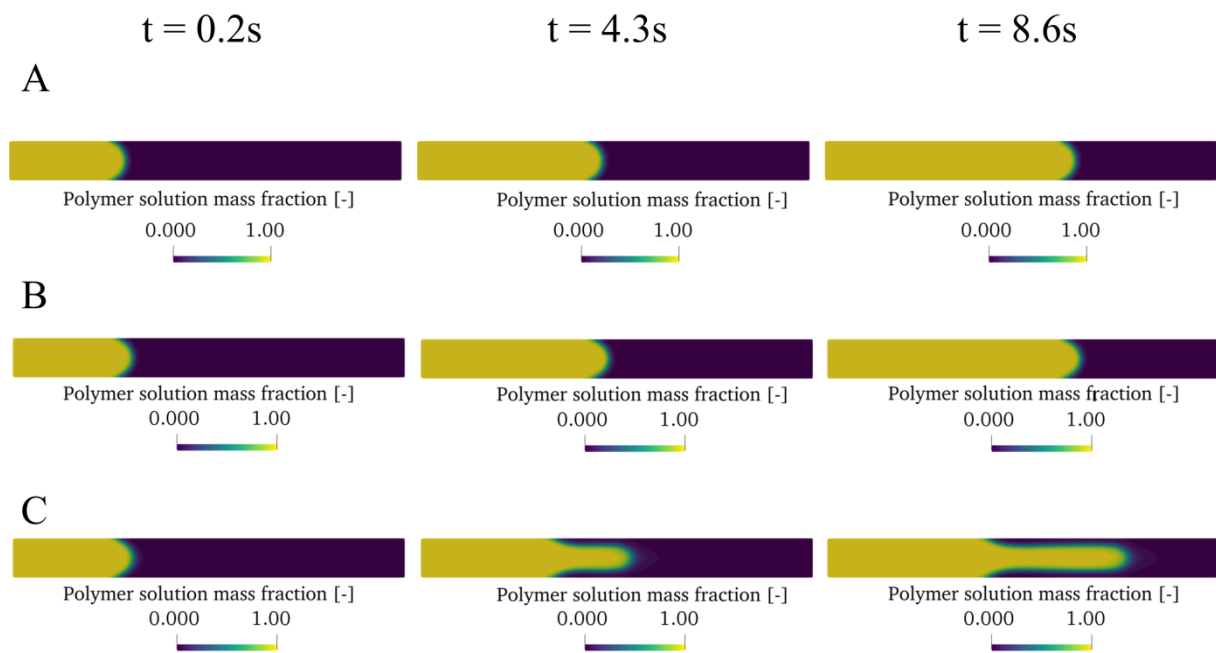 t = 0.2s t = 4.3s t = 8.6s
A
Polymer solution mass fraction [-] Polymer solution mass fraction [-] Polymer solution mass fraction [-]
0.000 1.00 0.000 1.00 0.000 1.00
B
Polymer solution mass fraction [-] Polymer solution mass fraction [-] Polymer solution mass fraction [-]
0.000 1.00 0.000 1.00 0.000 1.00
C
Polymer solution mass fraction [-] Polymer solution mass fraction [-] Polymer solution mass fraction [-]
0.000 1.00 0.000 1.00 0.000 1.00